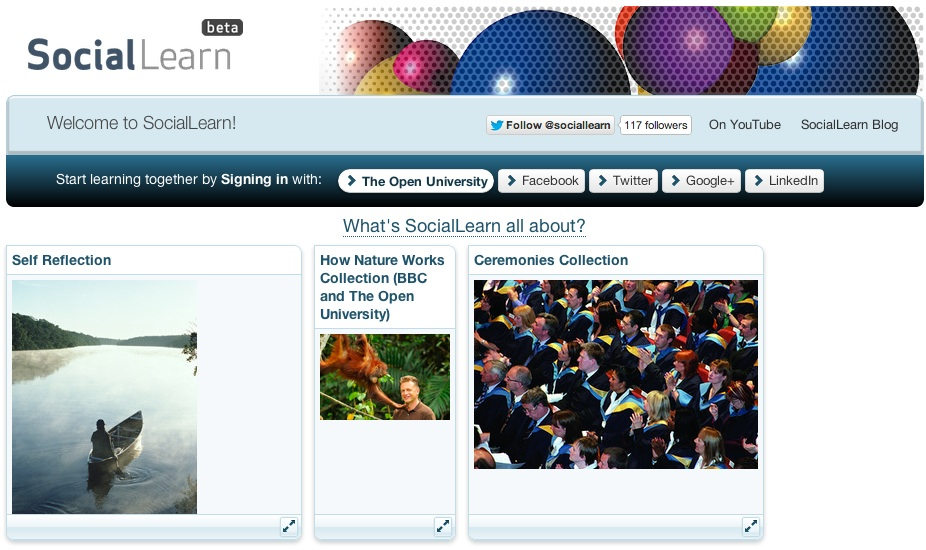 beta
SocialLearn
Welcome to SocialLearn!
Follow @sociallearn
117 followers
On YouTube
SocialLearn Blog
Start learning together by Signing in with:
The Open University
Facebook
Twitter
Google+
LinkedIn
What's SocialLearn all about?
Self Reflection
How Nature Works
Collection (BBC
and The Open
University)
Ceremonies Collection